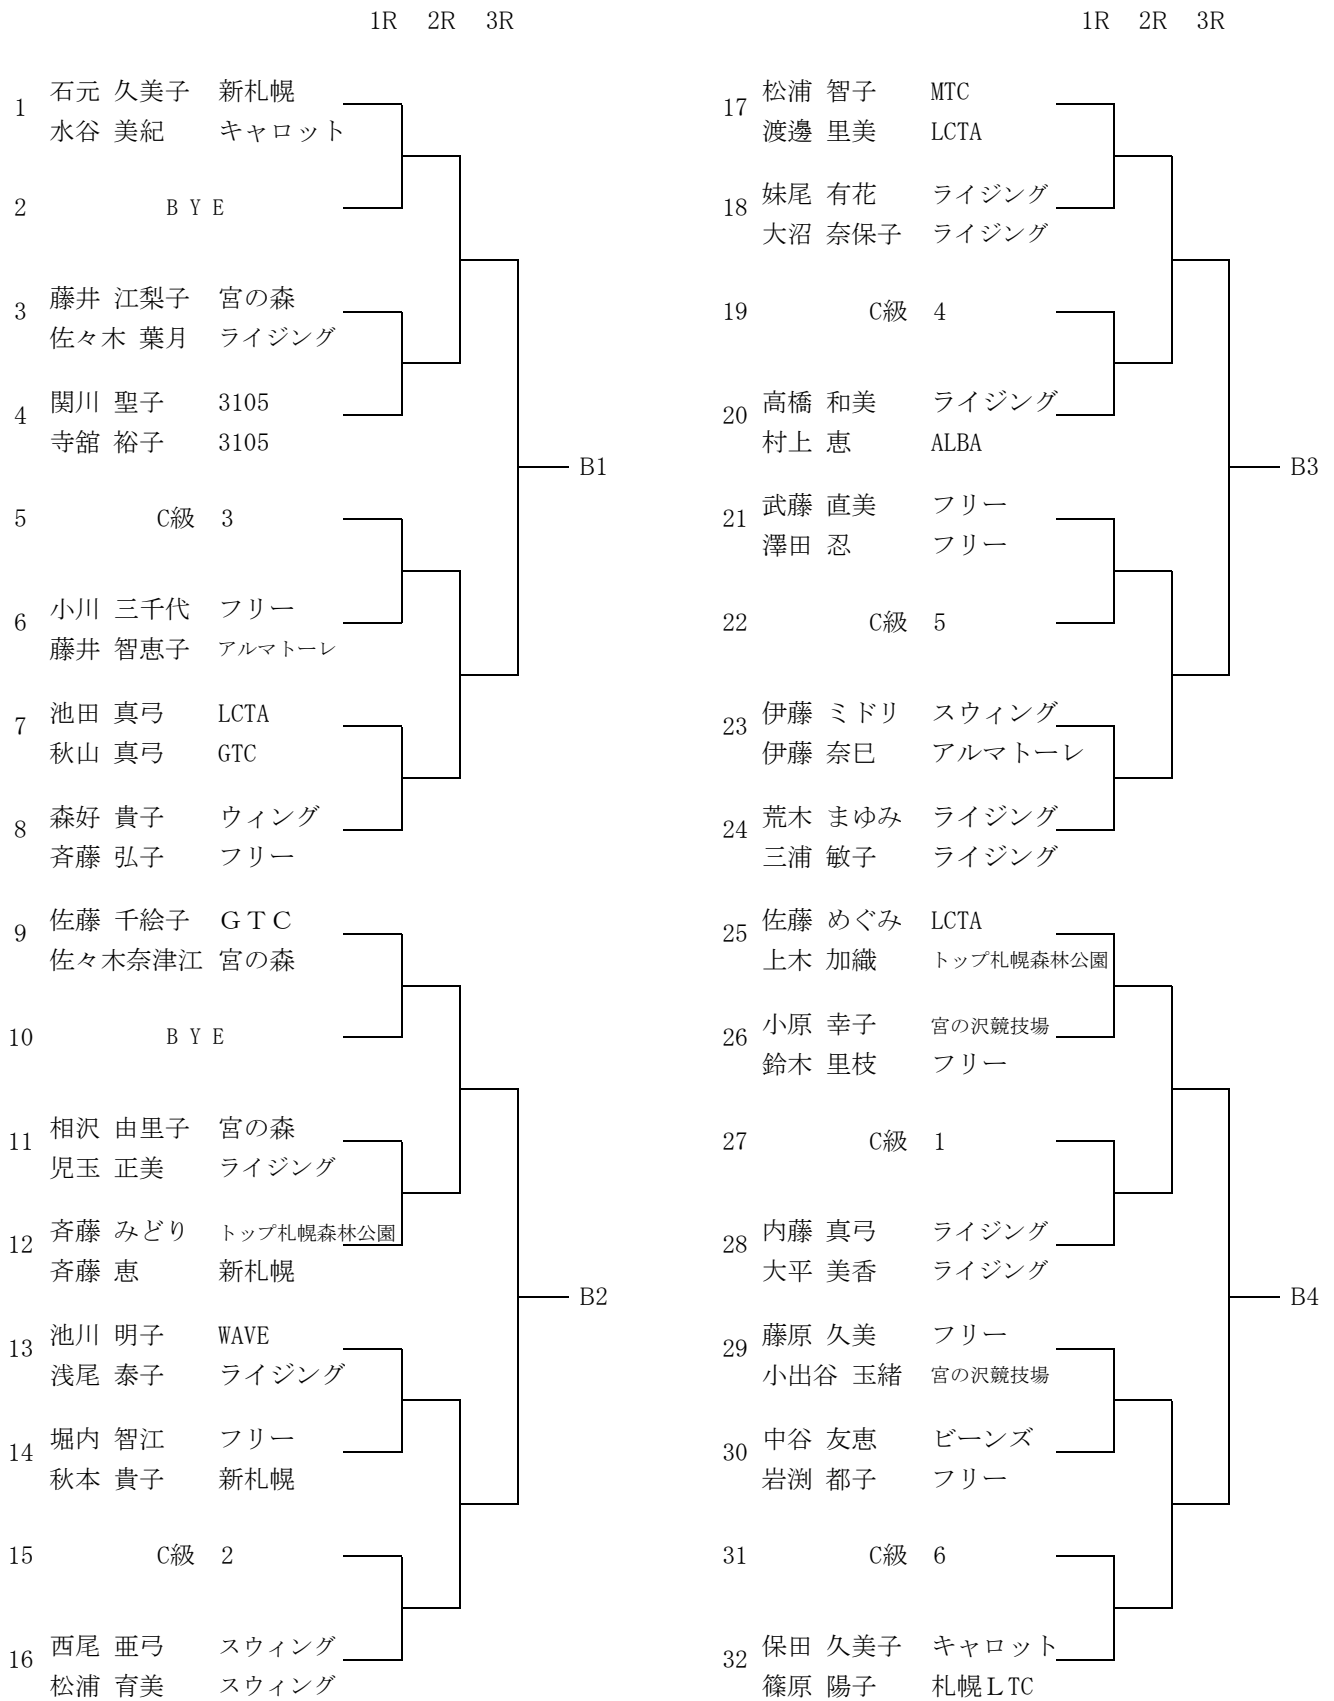 1R 2R 3R
石元 久美子 新札幌
1
水谷 美紀 キャロット
2 ＢＹＥ
藤井 江梨子 宮の森
3
佐々木 葉月 ライジング
関川 聖子 3105
4
寺舘 裕子 3105
B1
5 C級 3
小川 三千代 フリー
6
藤井 智恵子 アルマトーレ
池田 真弓 LCTA
7
秋山 真弓 GTC
森好 貴子 ウィング
8
斉藤 弘子 フリー
佐藤 千絵子 ＧＴＣ
9
佐々木奈津江 宮の森
10 ＢＹＥ
相沢 由里子 宮の森
11
児玉 正美 ライジング
斉藤 みどり トップ札幌森林公園
12
斉藤 恵 新札幌
B2
池川 明子 WAVE
13
浅尾 泰子 ライジング
堀内 智江 フリー
14
秋本 貴子 新札幌
15 C級 2
西尾 亜弓 スウィング
16
松浦 育美 スウィング
1R 2R 3R
松浦 智子 MTC
17
渡邊 里美 LCTA
妹尾 有花 ライジング
18
大沼 奈保子 ライジング
19 C級 4
高橋 和美 ライジング
20
村上 恵 ALBA
B3
武藤 直美 フリー
21
澤田 忍 フリー
22 C級 5
伊藤 ミドリ スウィング
23
伊藤 奈巳 アルマトーレ
荒木 まゆみ ライジング
24
三浦 敏子 ライジング
佐藤 めぐみ LCTA
25
上木 加織 トップ札幌森林公園
小原 幸子 宮の沢競技場
26
鈴木 里枝 フリー
27 C級 1
内藤 真弓 ライジング
28
大平 美香 ライジング
B4
藤原 久美 フリー
29
小出谷 玉緒 宮の沢競技場
中谷 友恵 ビーンズ
30
岩渕 都子 フリー
31 C級 6
保田 久美子 キャロット
32
篠原 陽子 札幌ＬTC